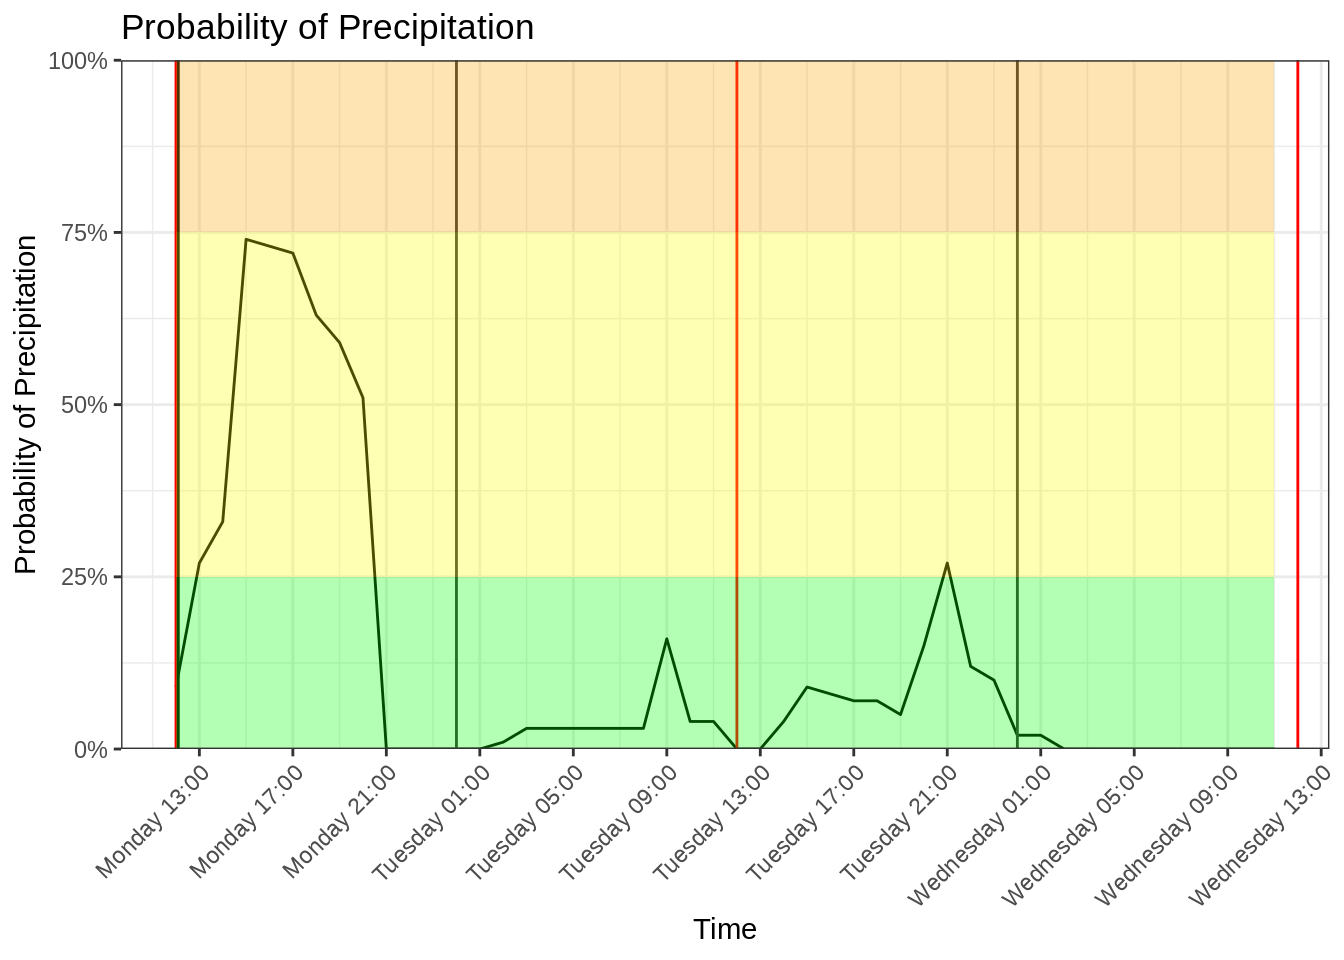 Probability of Precipitation
Probability of Precipitation
100%
75%
50%
25%
0%
Monday 13:00
Monday 17:00
Monday 21:00
Tuesday 01:00
Tuesday 05:00
Tuesday 09:00
Tuesday 13:00
Tuesday 17:00
Tuesday 21:00
Wednesday 01:00
Wednesday 05:00
Wednesday 09:00
Wednesday 13:00
Time